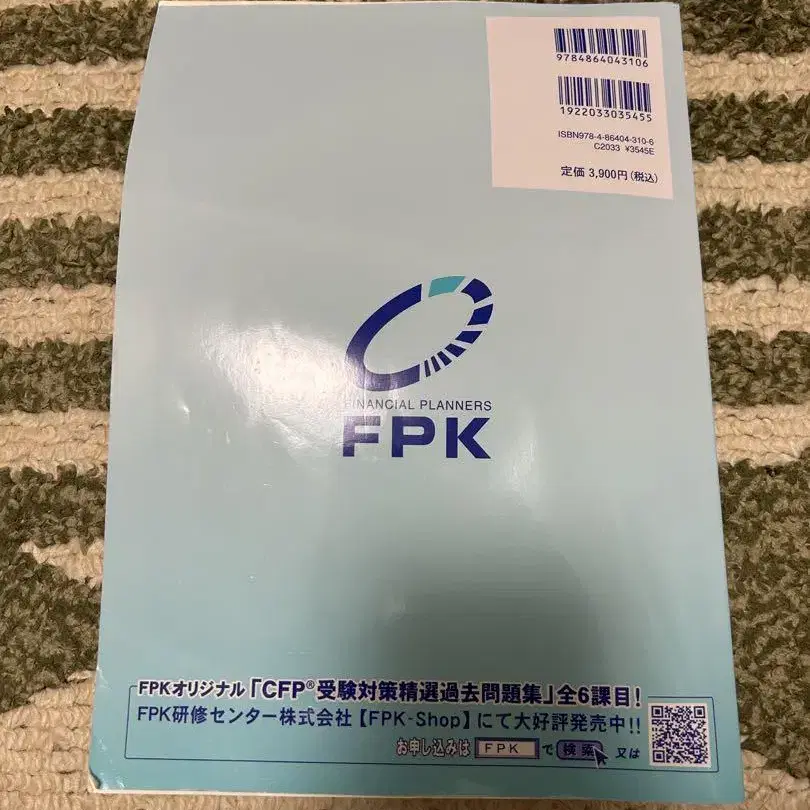 9784864043106
1922033035455
ISBN978-4-86404-310-6
C2033 ¥3545E
定価 3,900円(税込)
FINANCIAL PLANNERS
FPK
FPKオリジナル「CFP®受験対策精選過去問題集」全6課目!
FPK研修センター株式会社【FPK-Shop】にて大好評発売中!!
お申し込みは FPK で 検索 又は